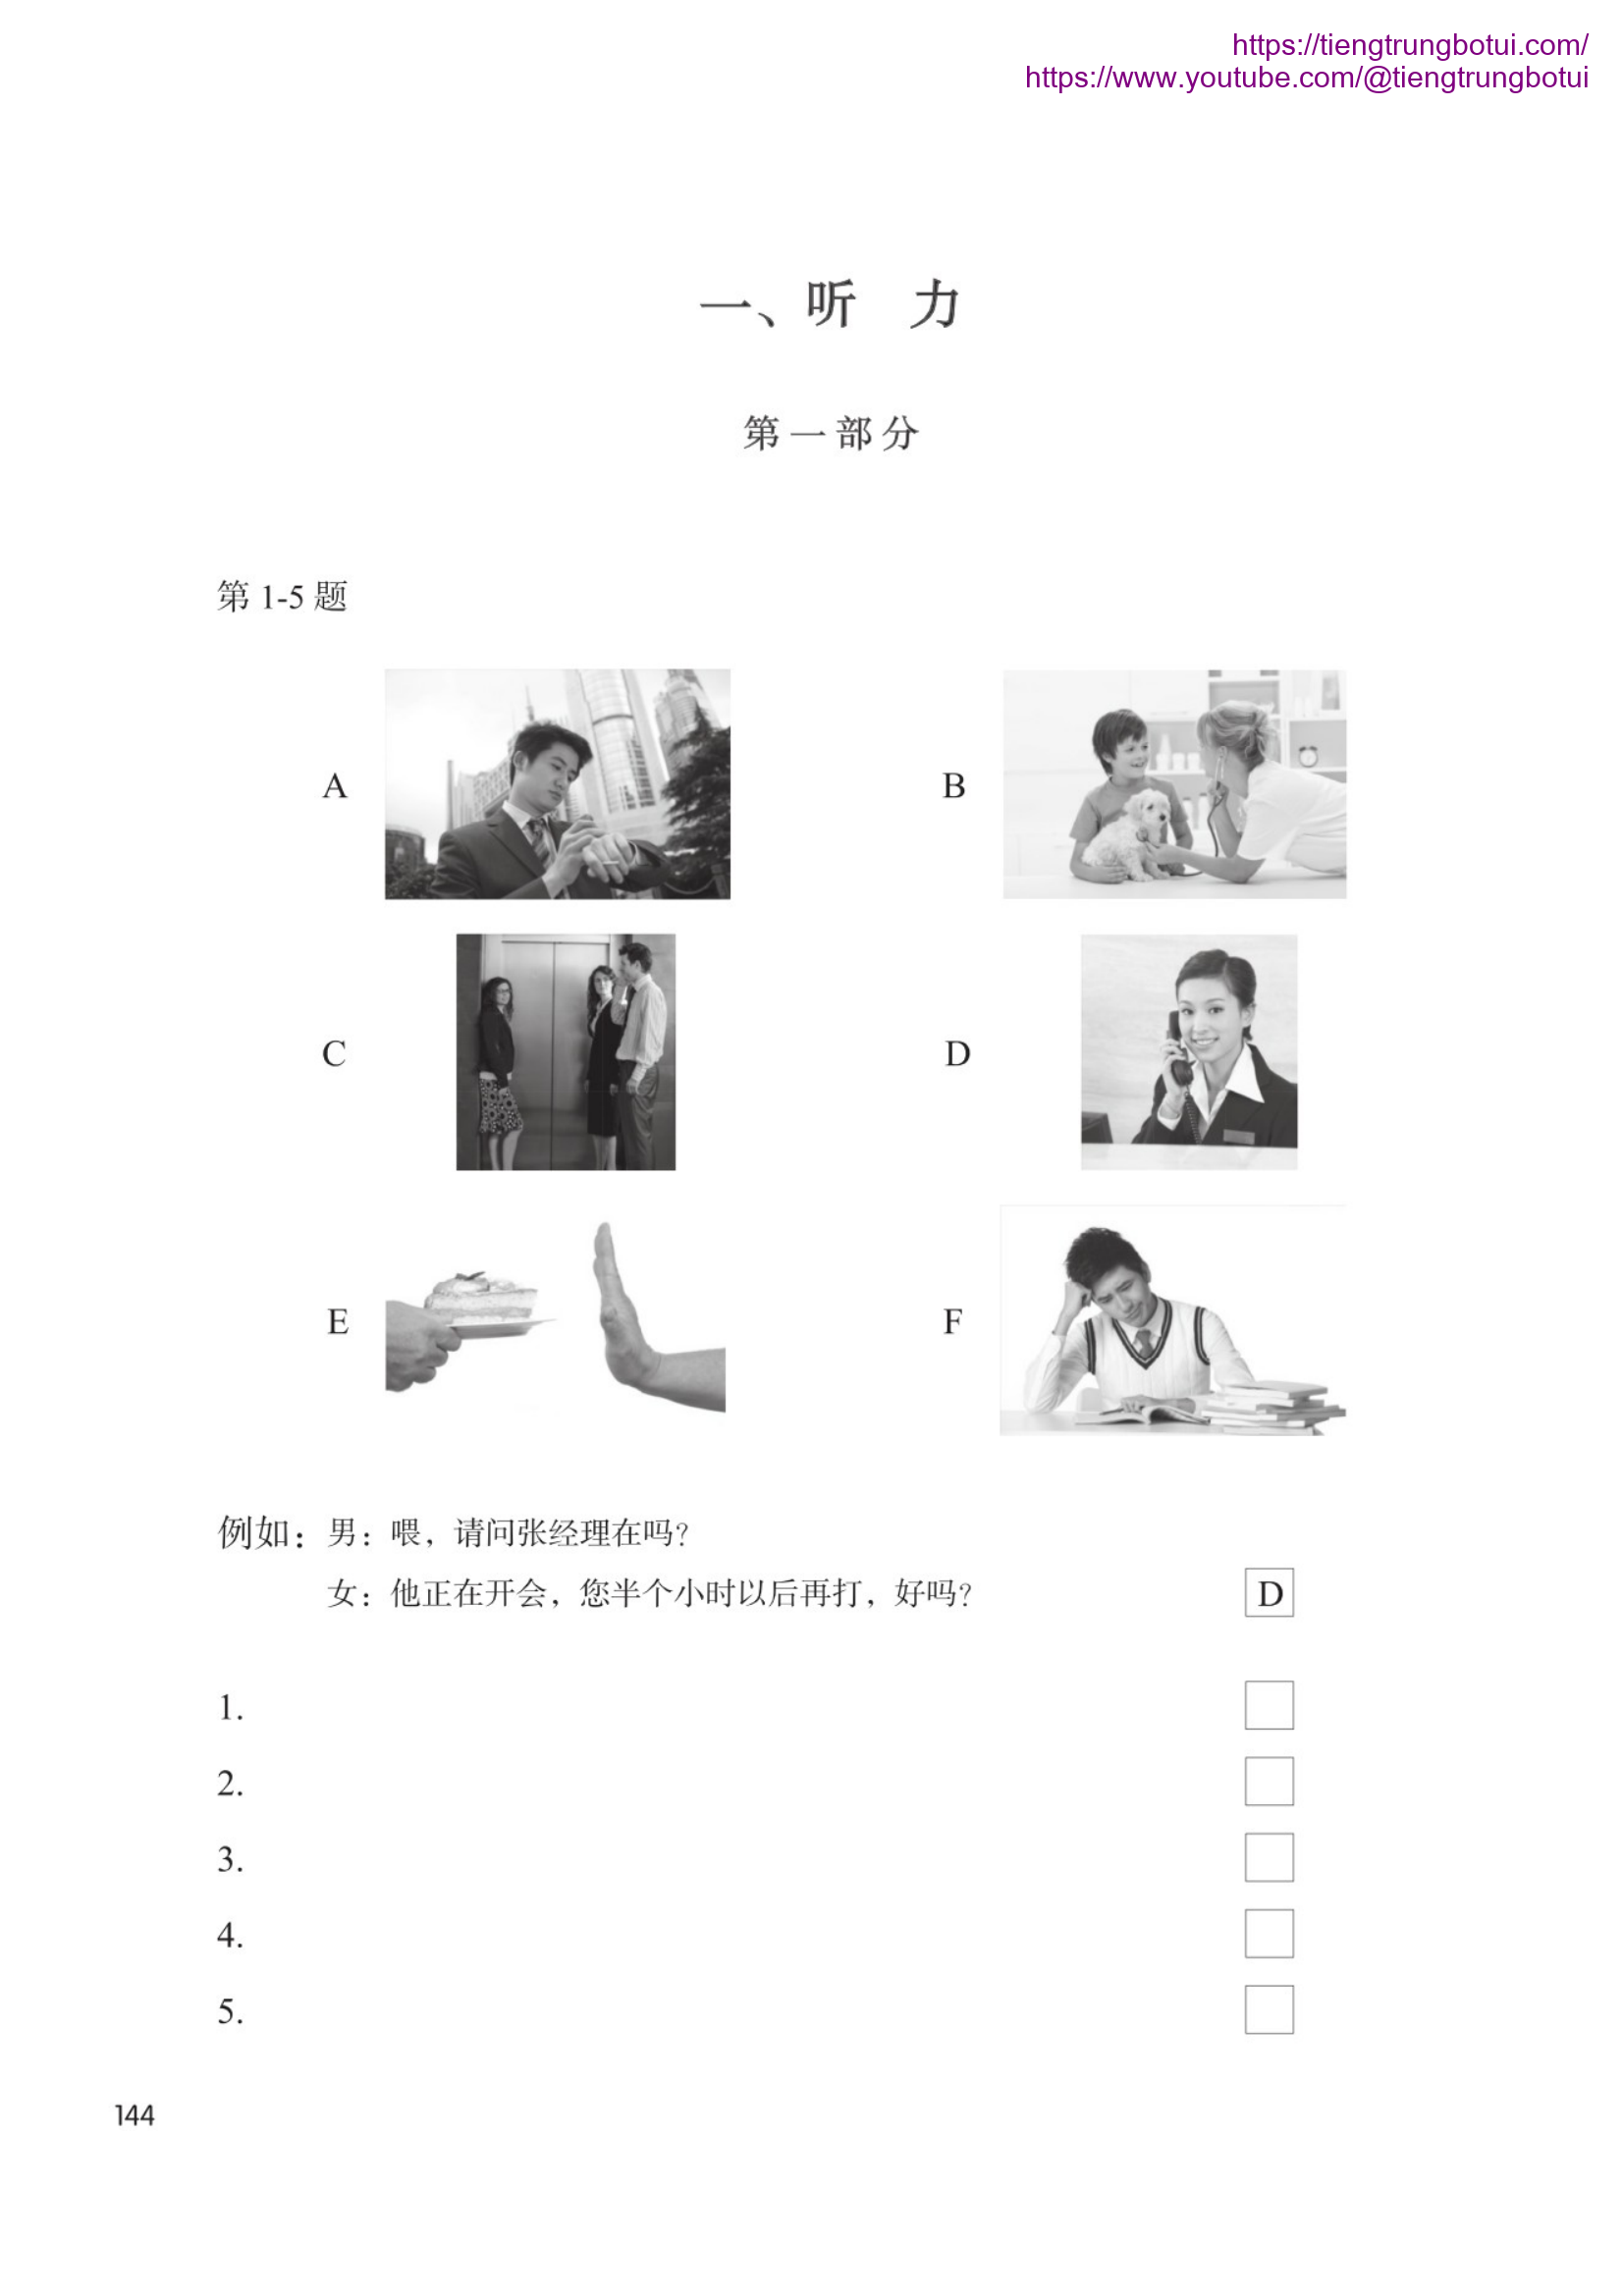 https://tiengtrungbotui.com/
https://www.youtube.com/@tiengtrungbotui
一、听 力
第一部分
第 1-5 题
A
B
C
D
E
F
例如：男：喂，请问张经理在吗？
女：他正在开会，您半个小时以后再打，好吗？ D
1.
2.
3.
4.
5.
144